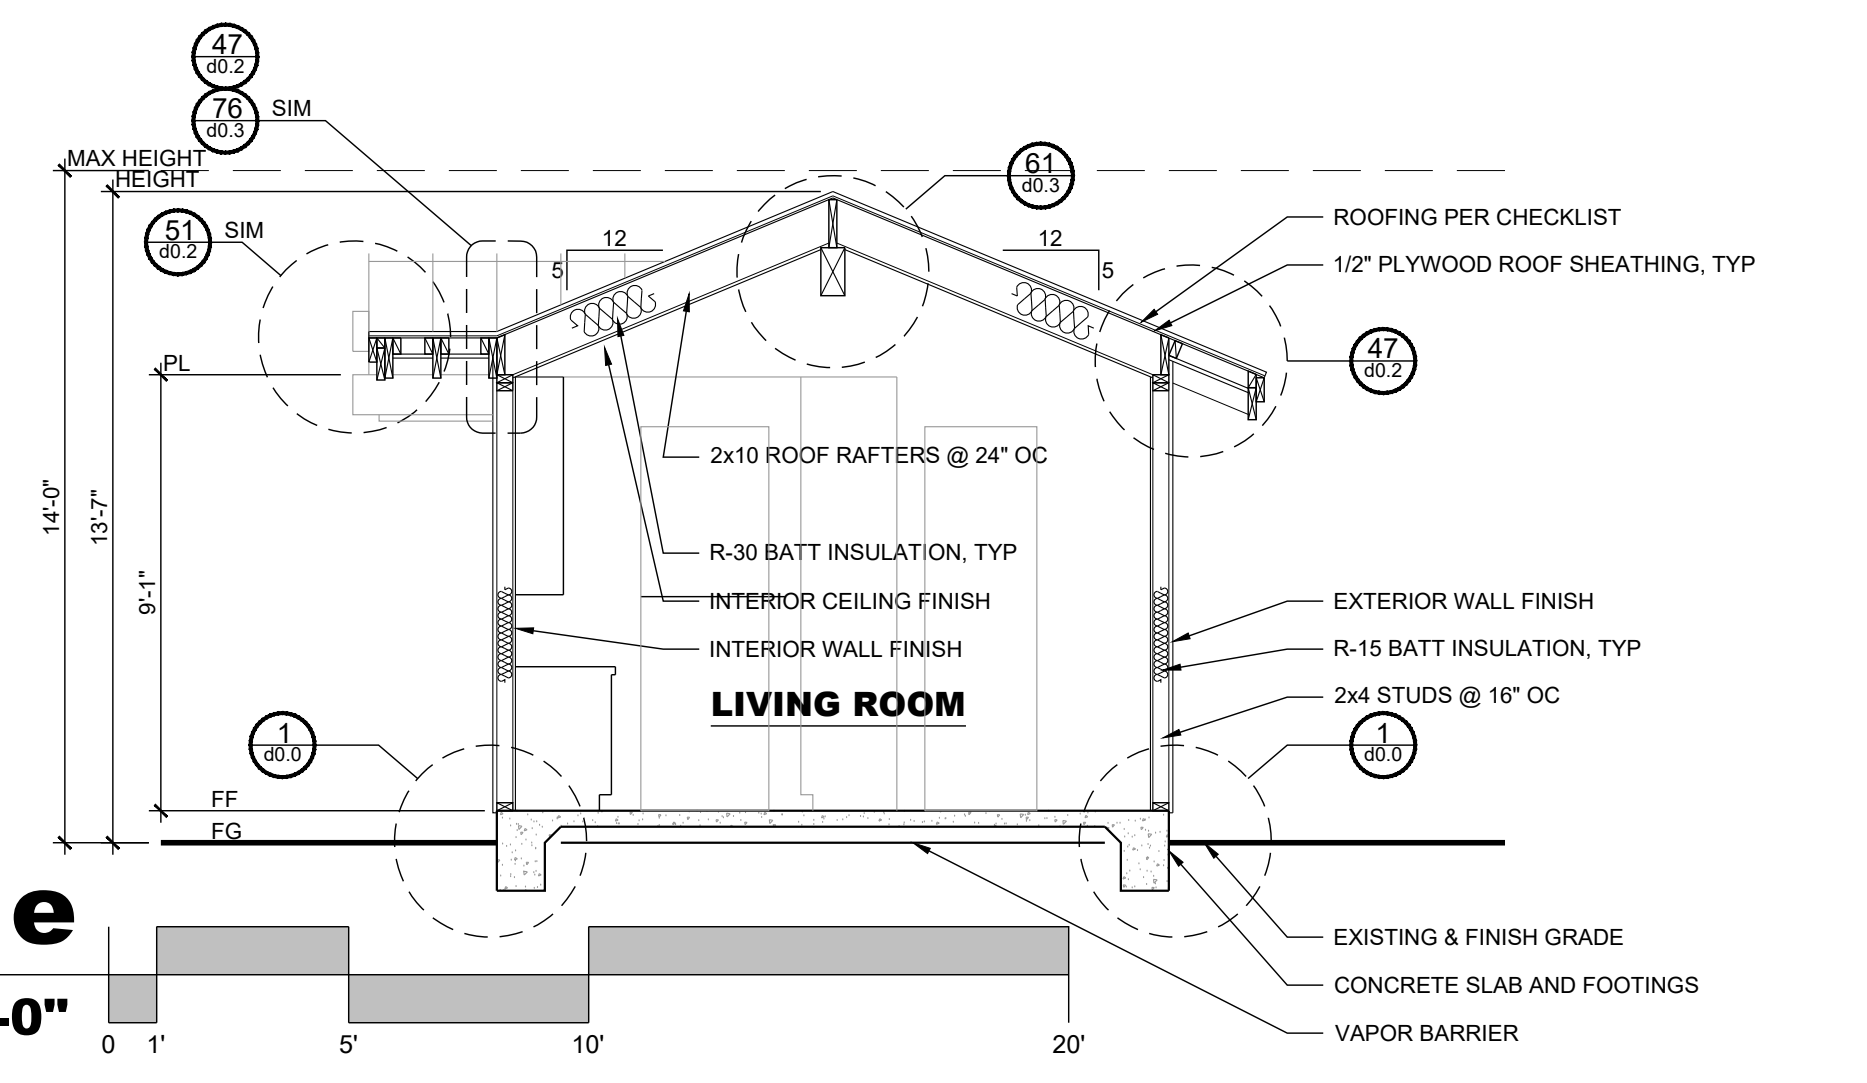 47
d0.2
76
d0.3
SIM
MAX HEIGHT
HEIGHT
61
d0.3
51
d0.2
SIM
12
5
12
5
ROOFING PER CHECKLIST
1/2" PLYWOOD ROOF SHEATHING, TYP
PL
47
d0.2
14'-0"
13'-7"
9'-1"
2x10 ROOF RAFTERS @ 24" OC
R-30 BATT INSULATION, TYP
INTERIOR CEILING FINISH
INTERIOR WALL FINISH
EXTERIOR WALL FINISH
R-15 BATT INSULATION, TYP
2x4 STUDS @ 16" OC
LIVING ROOM
1
d0.0
1
d0.0
FF
FG
e
-0"
EXISTING & FINISH GRADE
CONCRETE SLAB AND FOOTINGS
VAPOR BARRIER
0 1' 5' 10' 20'